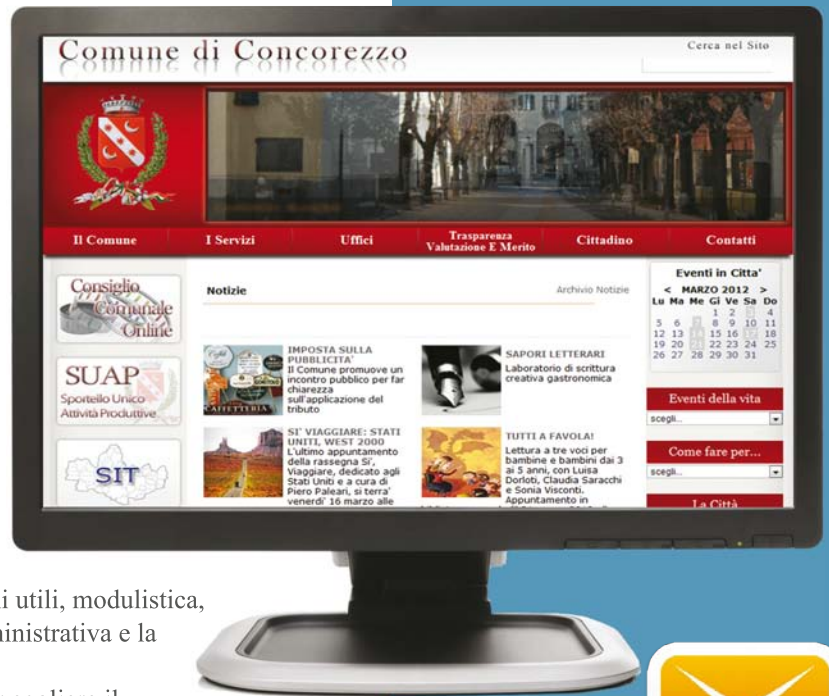 Comune di Concorezzo
Cerca nel Sito
Il Comune
I Servizi
Uffici
Trasparenza
Valutazione E Merito
Cittadino
Contatti
Consiglio
Comunale
Online
SUAP
Sportello Unico
Attività Produttive
SIT
Notizie
Archivio Notizie
CAFFETTERIA
IMPOSTA SULLA
PUBBLICITA'
Il Comune promuove un
incontro pubblico per far
chiarezza
sull'applicazione del
tributo
SAPORI LETTERARI
Laboratorio di scrittura
creativa gastronomica
SI' VIAGGIARE: STATI
UNITI, WEST 2000
L'ultimo appuntamento
della rassegna Si',
Viaggiare, dedicato agli
Stati Uniti e a cura di
Piero Paleari, si terra'
venerdi' 16 marzo alle
TUTTI A FAVOLA!
Lettura a tre voci per
bambine e bambini dai 3
ai 5 anni, con Luisa
Dorloti, Claudia Saracchi
e Sonia Visconti.
Appuntamento in
Eventi in Citta'
< MARZO 2012 >
Lu Ma Me Gi Ve Sa Do
1 2 3 4
5 6 7 8 9 10 11
12 13 14 15 16 17 18
19 20 21 22 23 24 25
26 27 28 29 30 31
Eventi della vita
scegli...
Come fare per...
scegli...
La Città
i utili, modulistica,
ministrativa e la